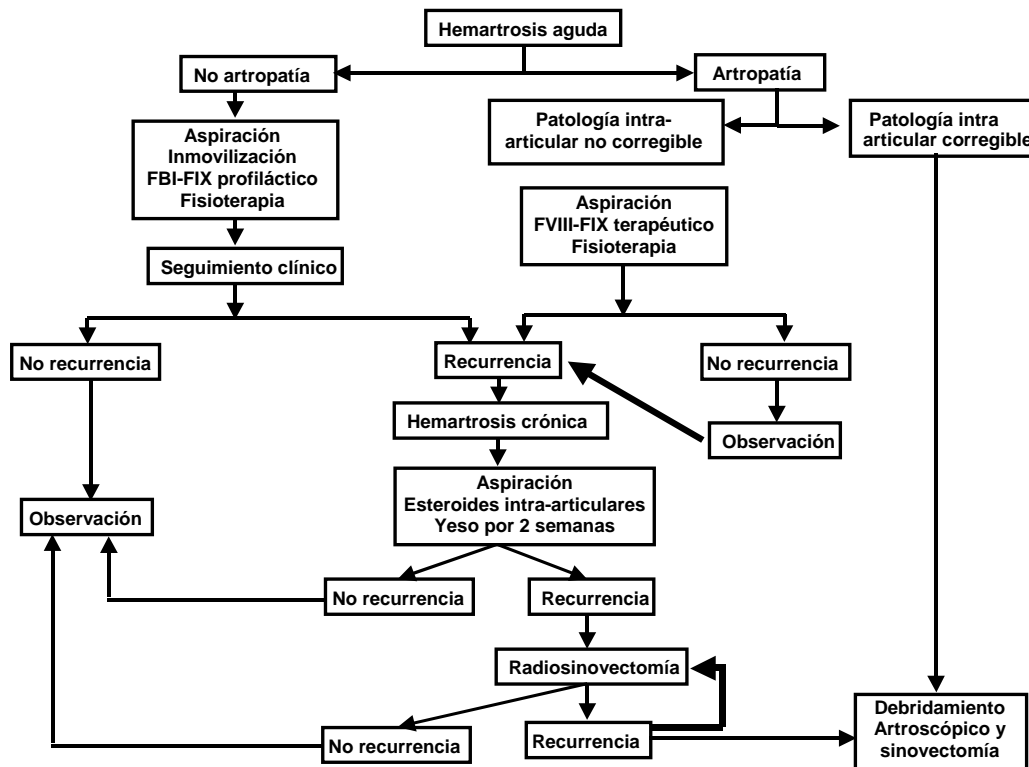 Hemartrosis aguda
No artropatía
Artropatía
Patología intra-
articular no corregible
Patología intra
articular corregible
Aspiración
Inmovilización
FBI-FIX profiláctico
Fisioterapia
Aspiración
FVIII-FIX terapéutico
Fisioterapia
Seguimiento clínico
No recurrencia
Recurrencia
No recurrencia
Hemartrosis crónica
Observación
Aspiración
Esteroides intra-articulares
Yeso por 2 semanas
Observación
No recurrencia
Recurrencia
Radiosinovectomía
No recurrencia
Recurrencia
Debridamiento
Artroscópico y
sinovectomía